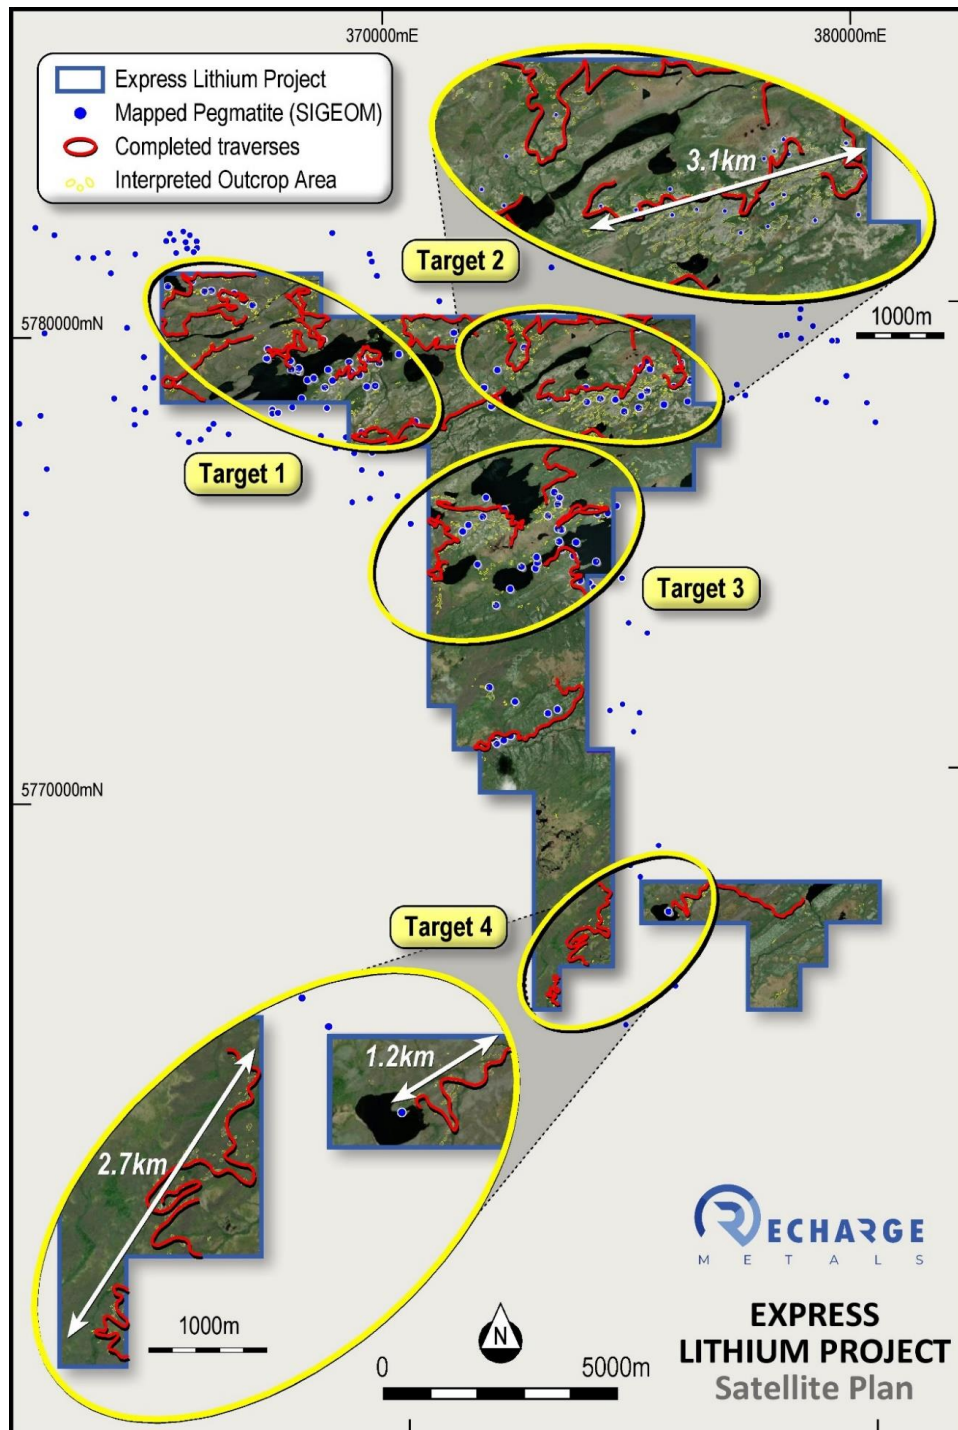 370000mE
380000mE
Express Lithium Project
Mapped Pegmatite (SIGEOM)
Completed traverses
Interpreted Outcrop Area
3.1km
Target 2
1000m
5780000mN
Target 1
Target 3
5770000mN
Target 4
1.2km
2.7km
1000m
RECHARGE
METALS
N
EXPRESS
LITHIUM PROJECT
Satellite Plan
0
5000m